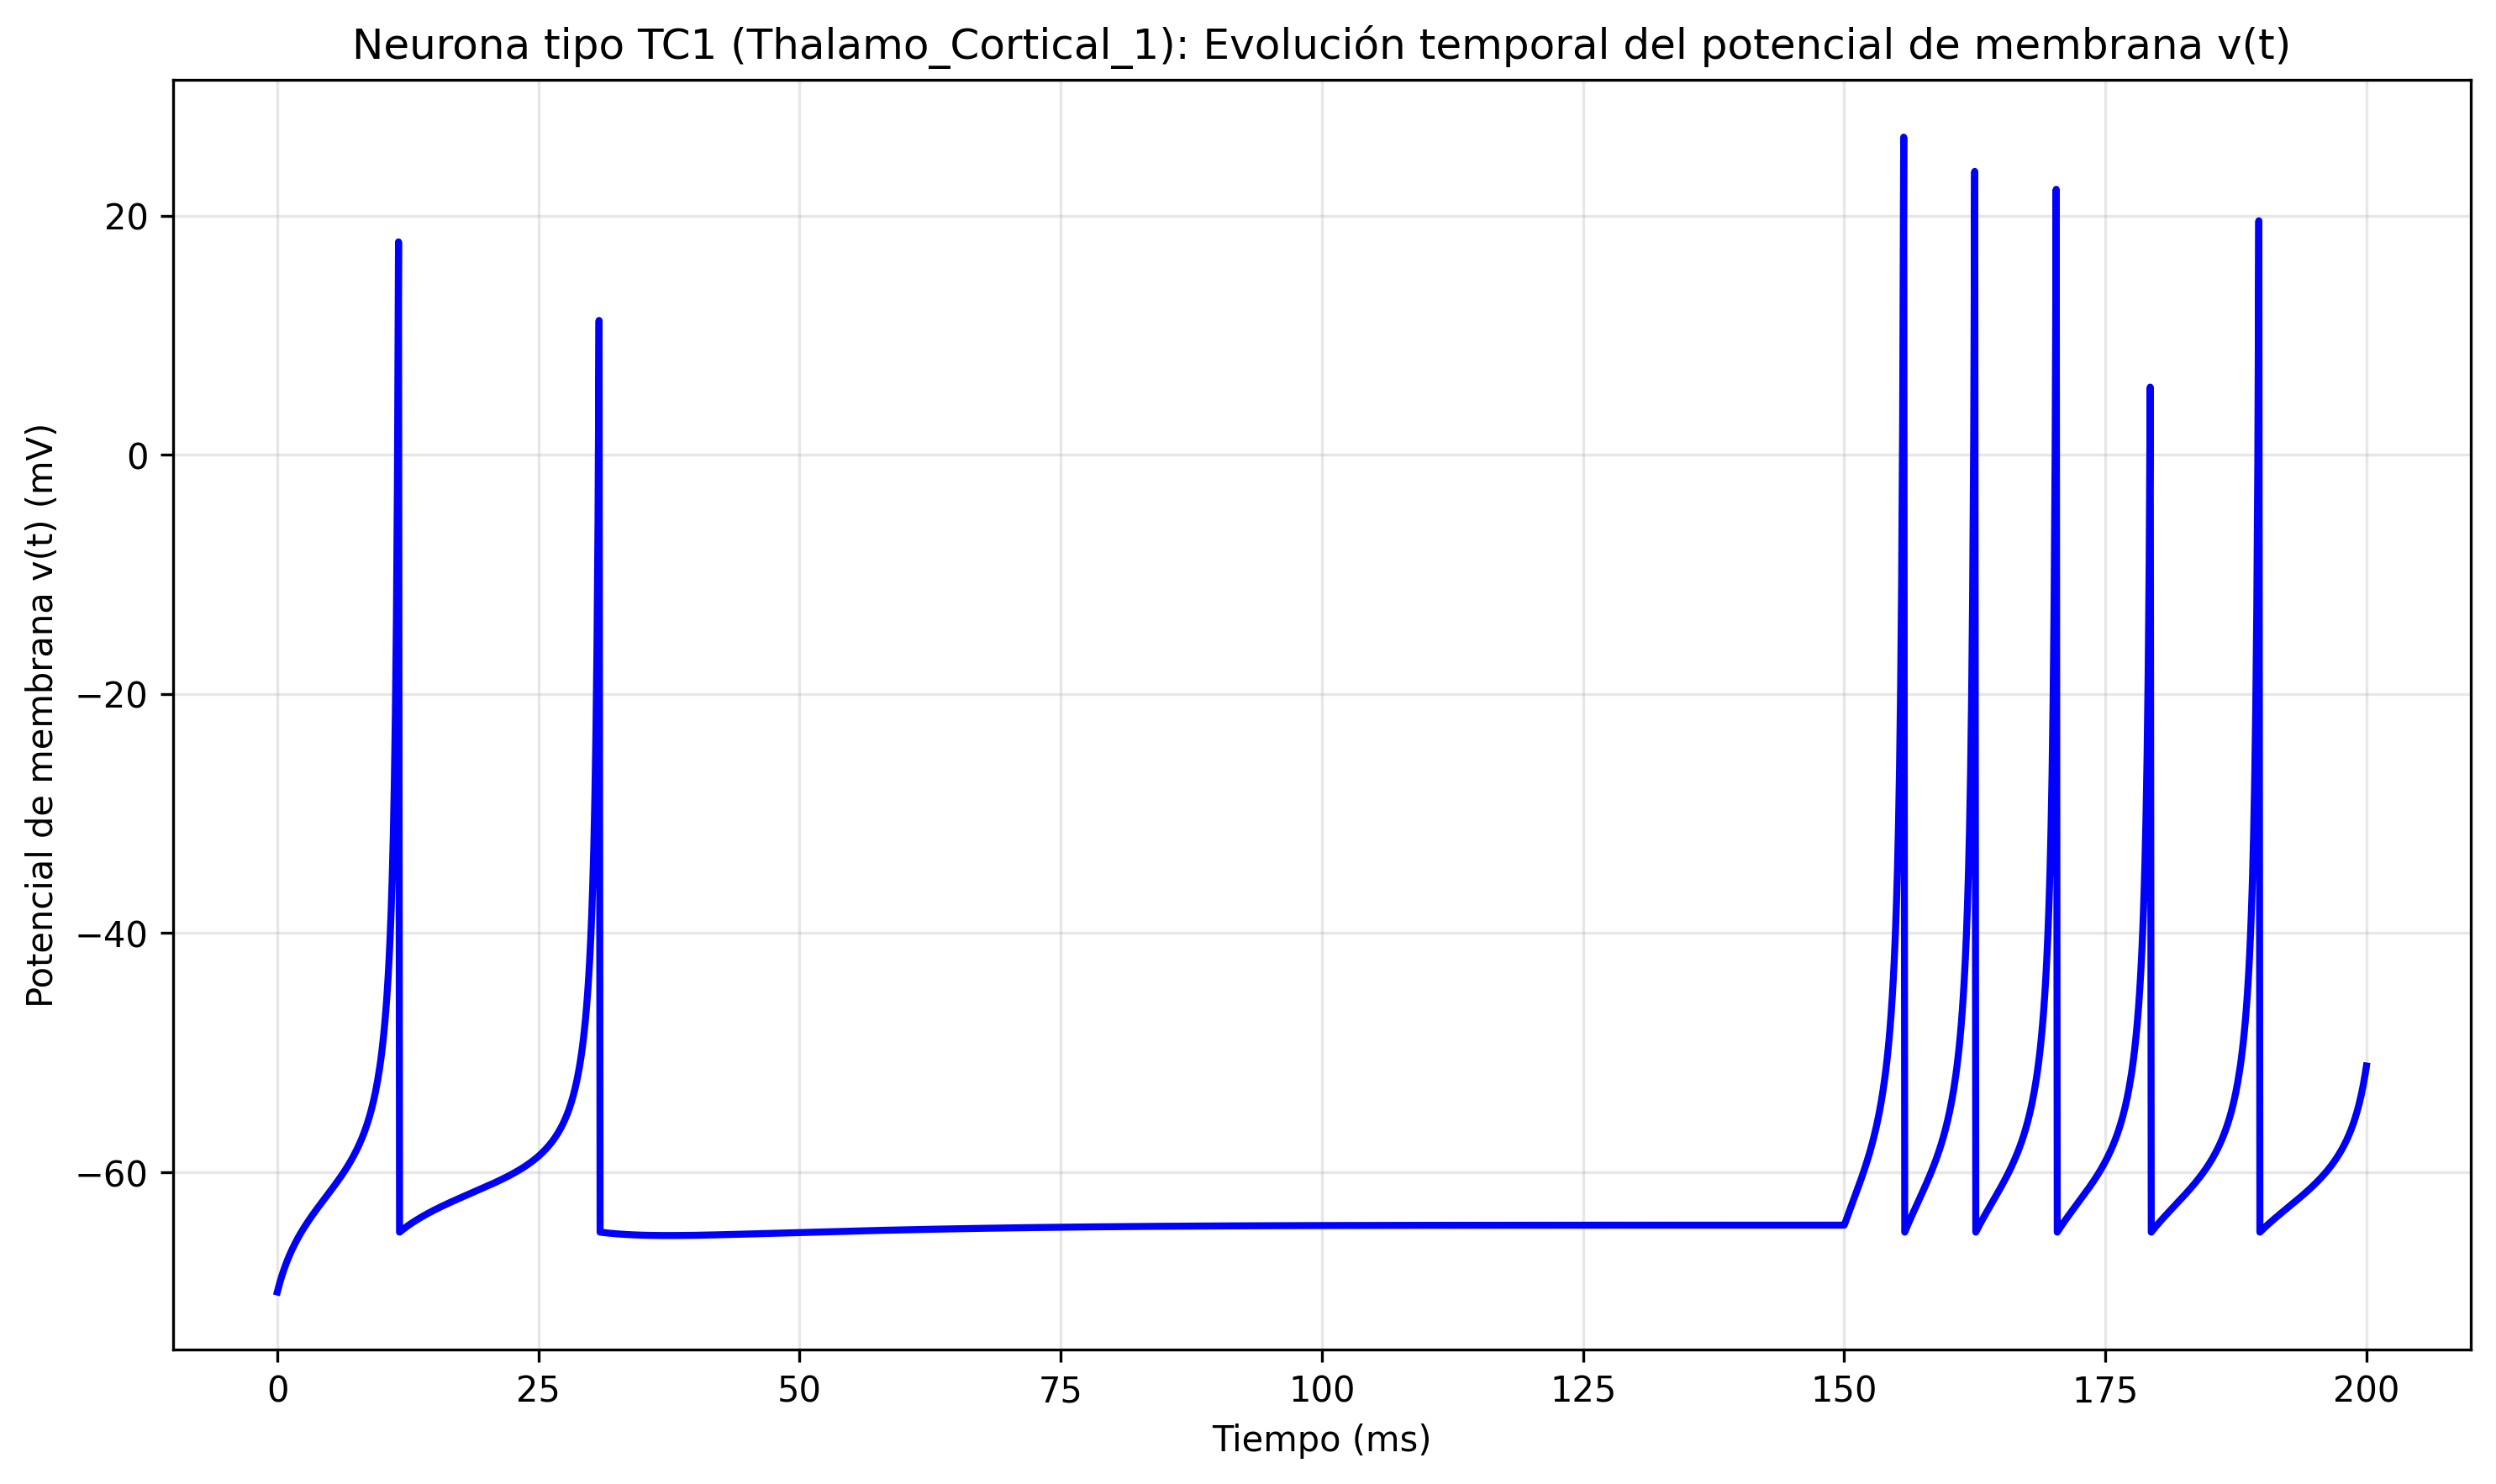 Neurona tipo TC1 (Thalamo_Cortical_1): Evolución temporal del potencial de membrana v(t)
Potencial de membrana v(t) (mV)
20
0
−20
−40
−60
0 25 50 75 100 125 150 175 200
Tiempo (ms)